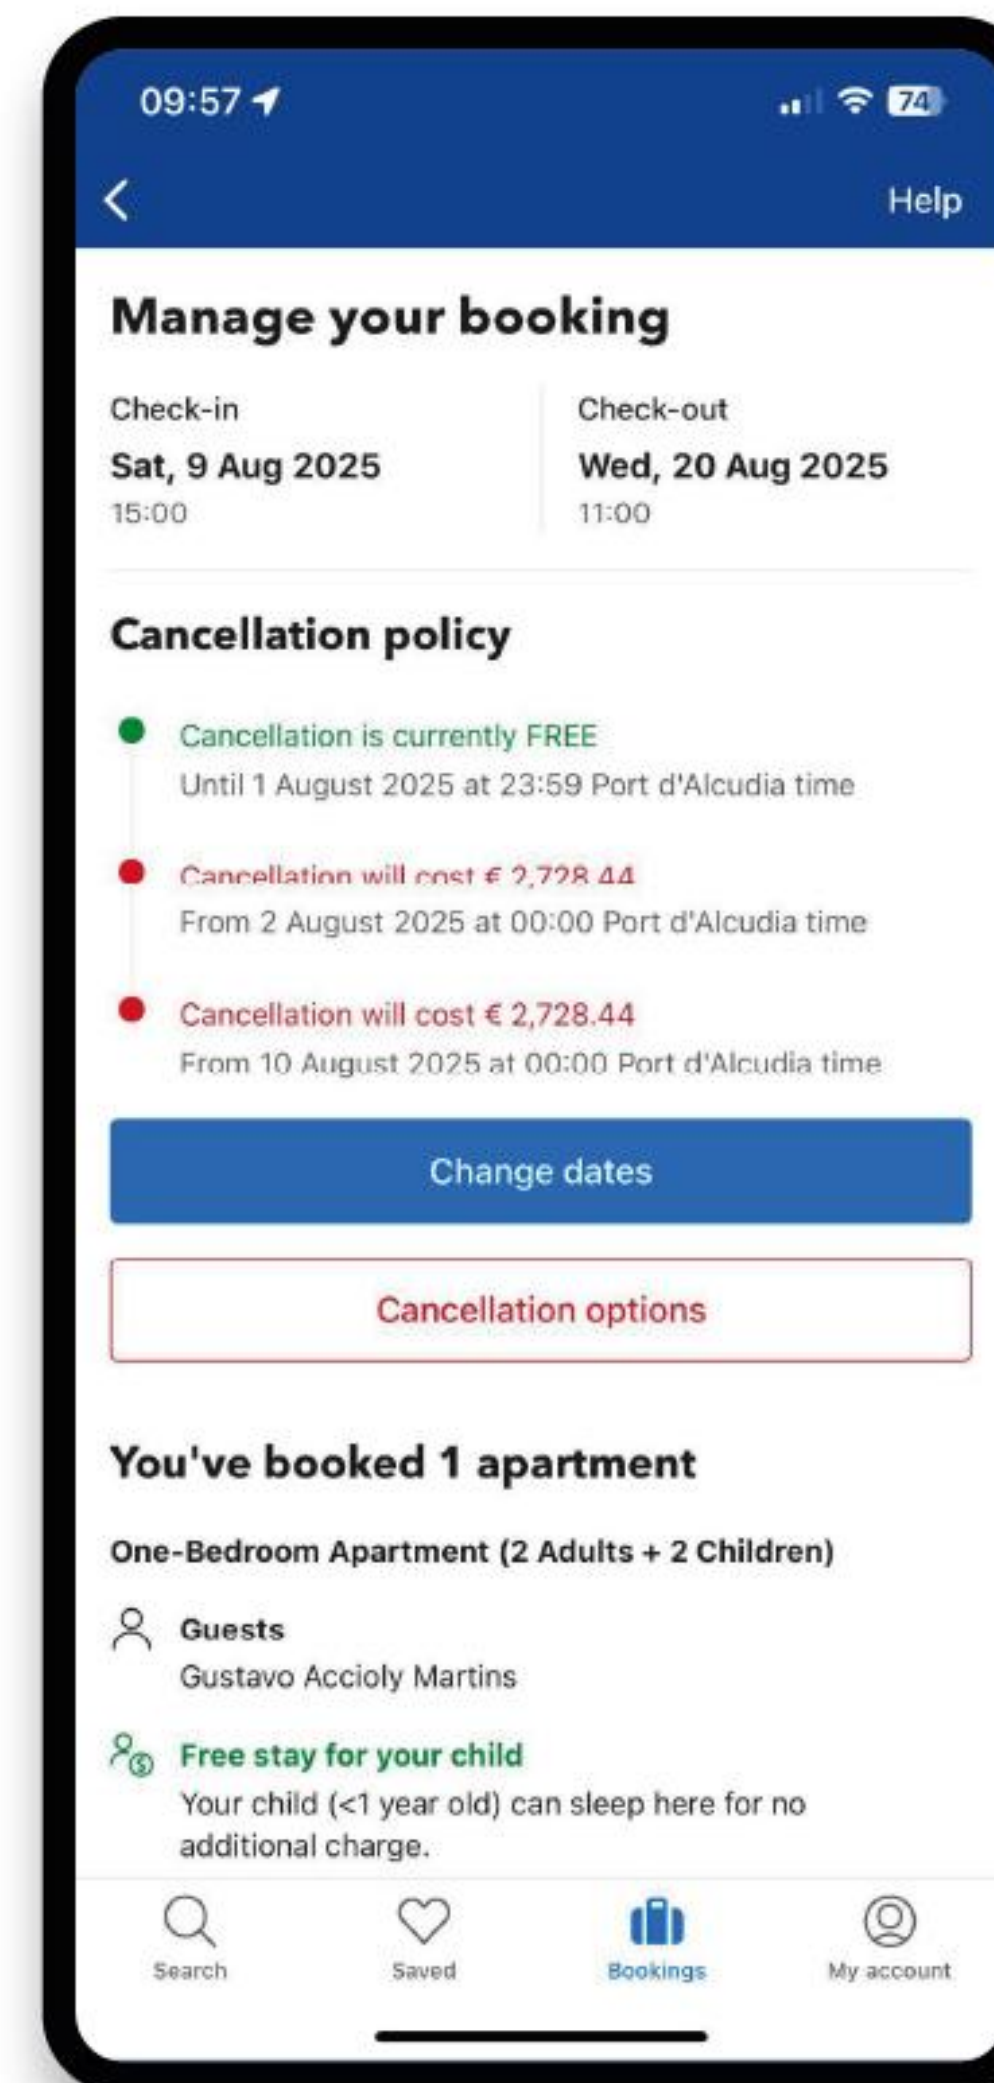 09:57
74
Help
Manage your booking
Check-in
Check-out
Sat, 9 Aug 2025
Wed, 20 Aug 2025
15:00
11:00
Cancellation policy
Cancellation is currently FREE
Until 1 August 2025 at 23:59 Port d'Alcudia time
Cancellation will cost € 2,728.44
From 2 August 2025 at 00:00 Port d'Alcudia time
Cancellation will cost € 2,728.44
From 10 August 2025 at 00:00 Port d'Alcudia time
Change dates
Cancellation options
You've booked 1 apartment
One-Bedroom Apartment (2 Adults + 2 Children)
Guests
Gustavo Accioly Martins
Free stay for your child
Your child (<1 year old) can sleep here for no
additional charge.
Search
Saved
Bookings
My account